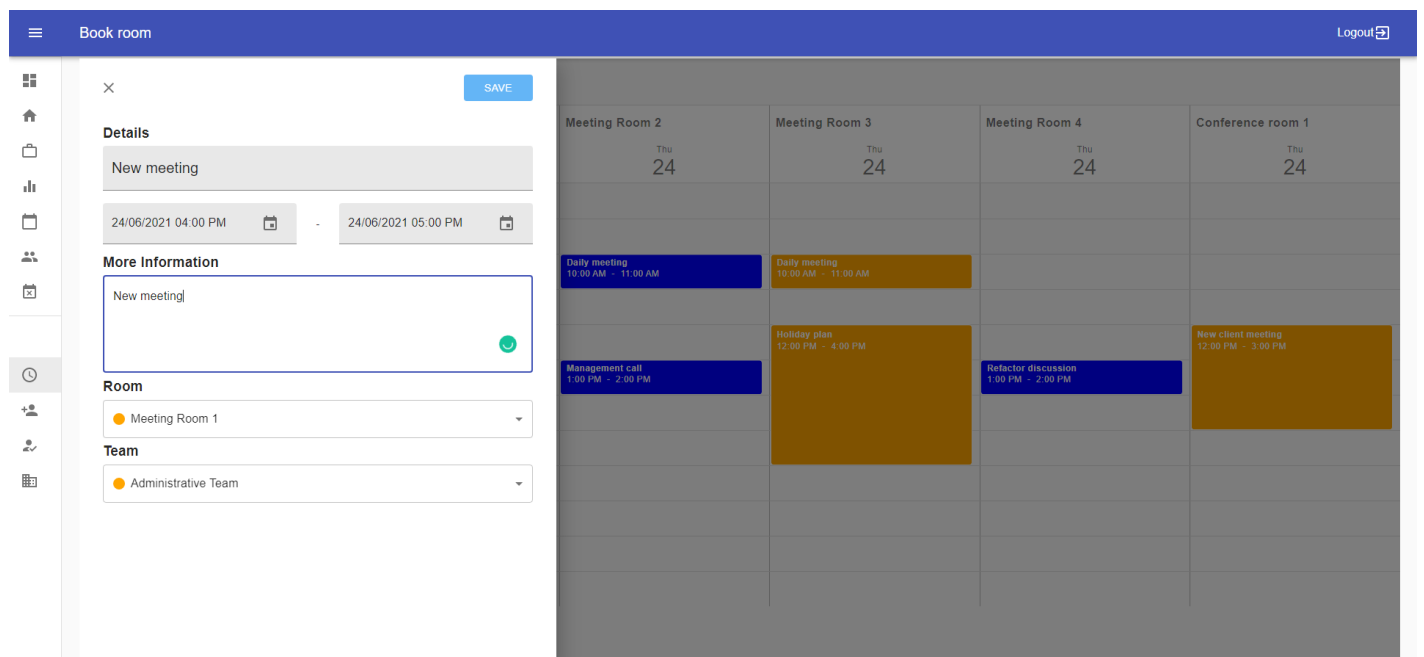 Book room
Logout
SAVE
Details
New meeting
24/06/2021 04:00 PM - 24/06/2021 05:00 PM
More Information
New meeting
Room
Meeting Room 1
Team
Administrative Team
Meeting Room 2
Thu
24
Daily meeting
10:00 AM - 11:00 AM
Management call
1:00 PM - 2:00 PM
Meeting Room 3
Thu
24
Daily meeting
10:00 AM - 11:00 AM
Holiday plan
12:00 PM - 4:00 PM
Meeting Room 4
Thu
24
Refactor discussion
1:00 PM - 2:00 PM
Conference room 1
Thu
24
New client meeting
12:00 PM - 3:00 PM